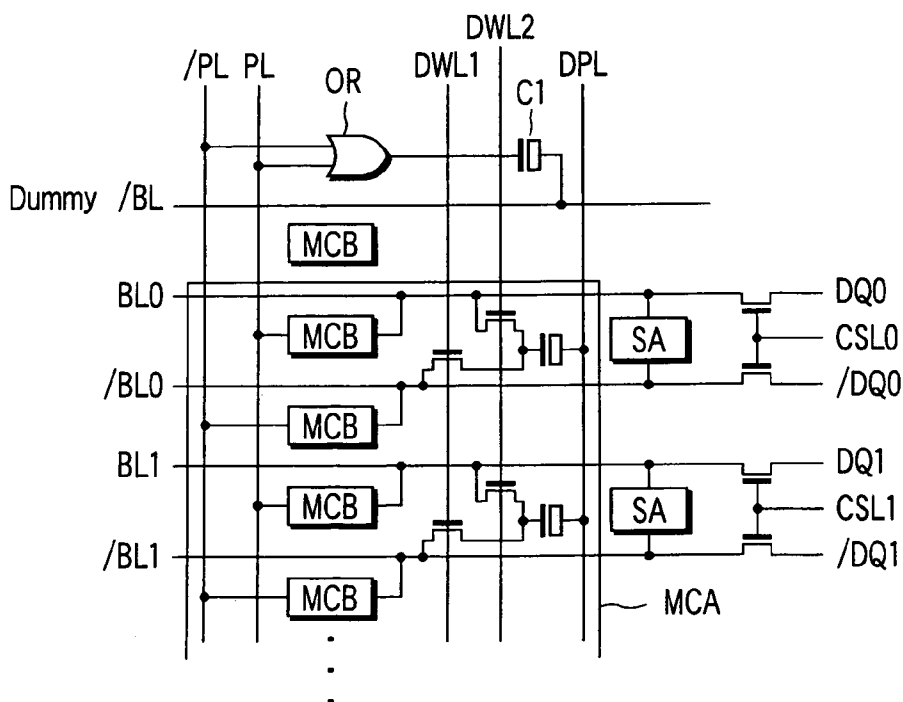 DWL2
/PL PL DWL1 DPL
OR C1
Dummy /BL
MCB
BL0 DQ0
MCB SA CSL0
/BL0 /DQ0
MCB
BL1 DQ1
MCB SA CSL1
/BL1 /DQ1
MCB MCA